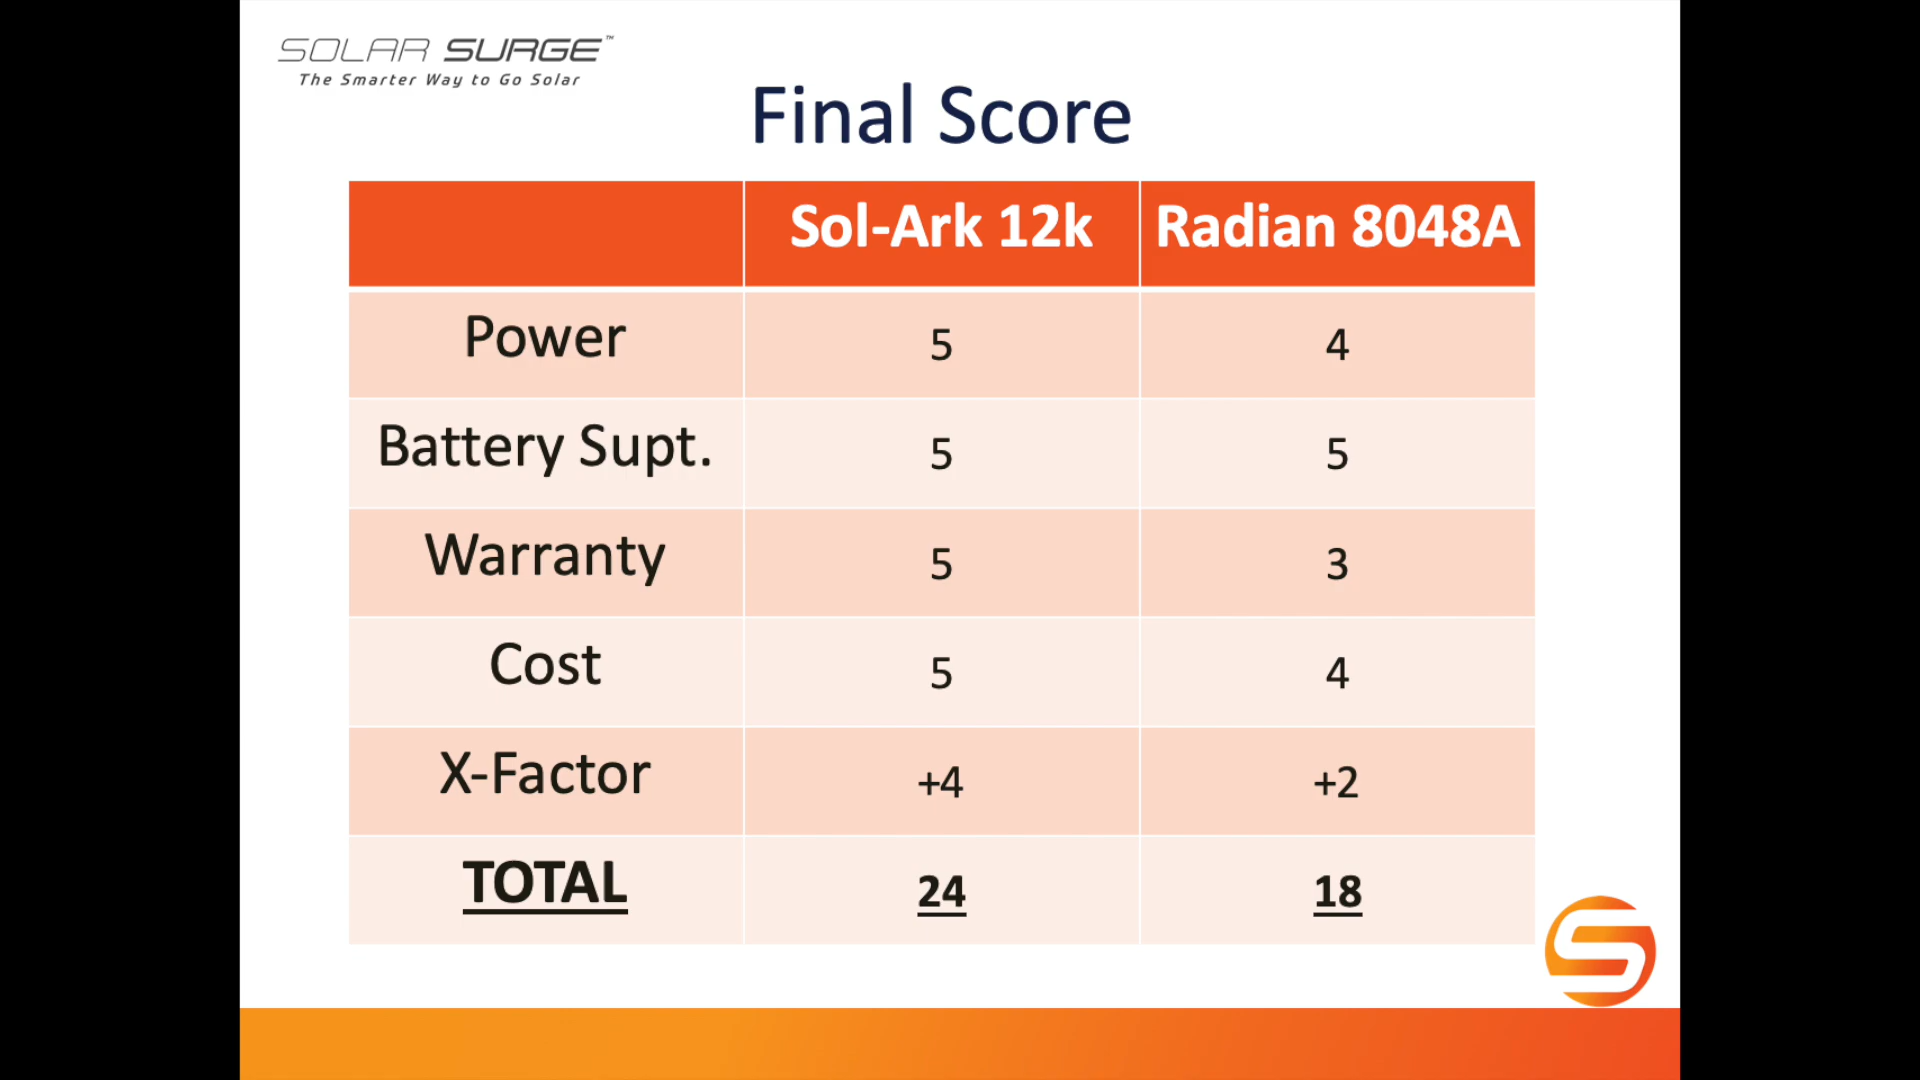 SOLAR SURGE™
The Smarter Way to Go Solar
Final Score
Sol-Ark 12k Radian 8048A
Power 5 4
Battery Supt. 5 5
Warranty 5 3
Cost 5 4
X-Factor +4 +2
TOTAL 24 18